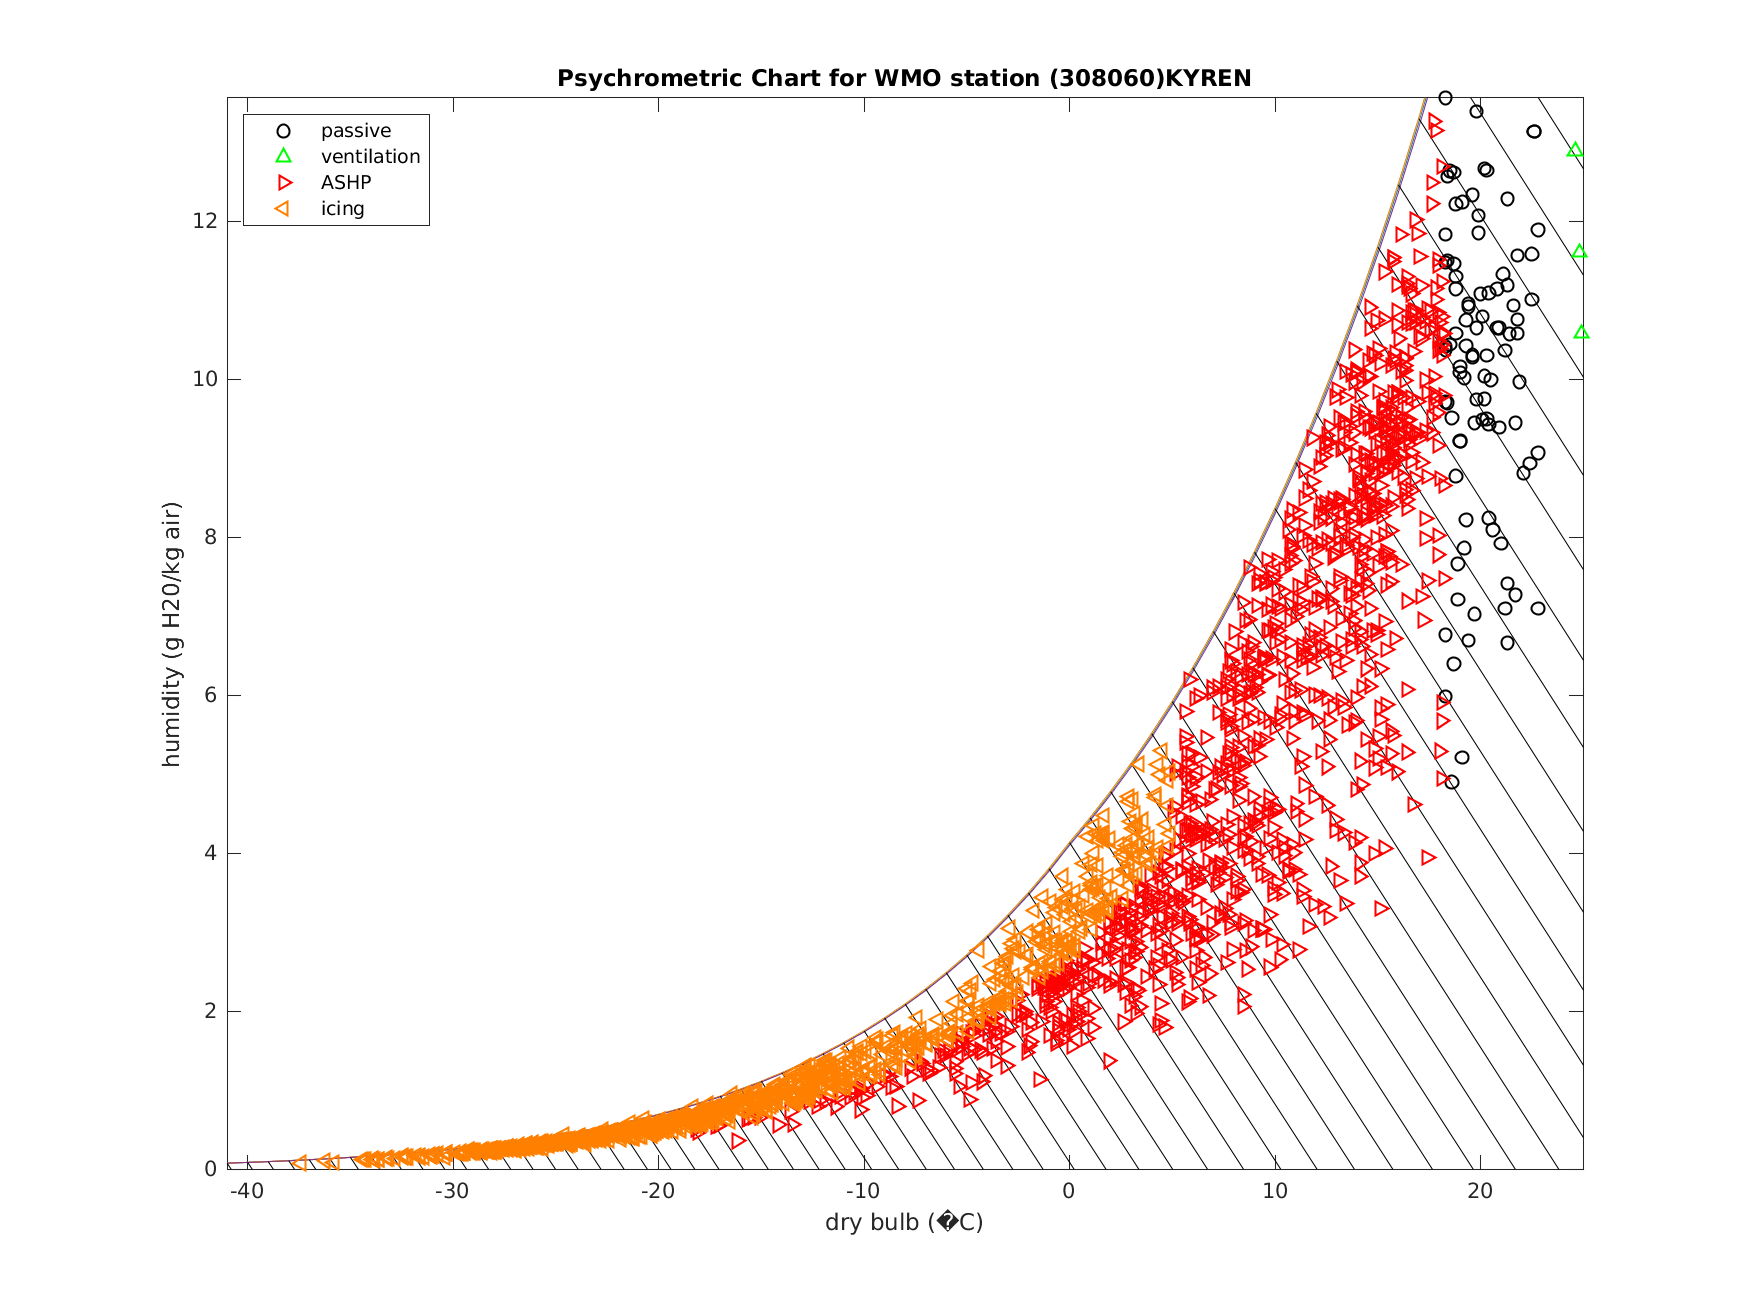 Psychrometric Chart for WMO station (308060)KYREN
passive
ventilation
ASHP
icing
humidity (g H20/kg air)
12
10
8
6
4
2
0
-40 -30 -20 -10 0 10 20
dry bulb (�C)